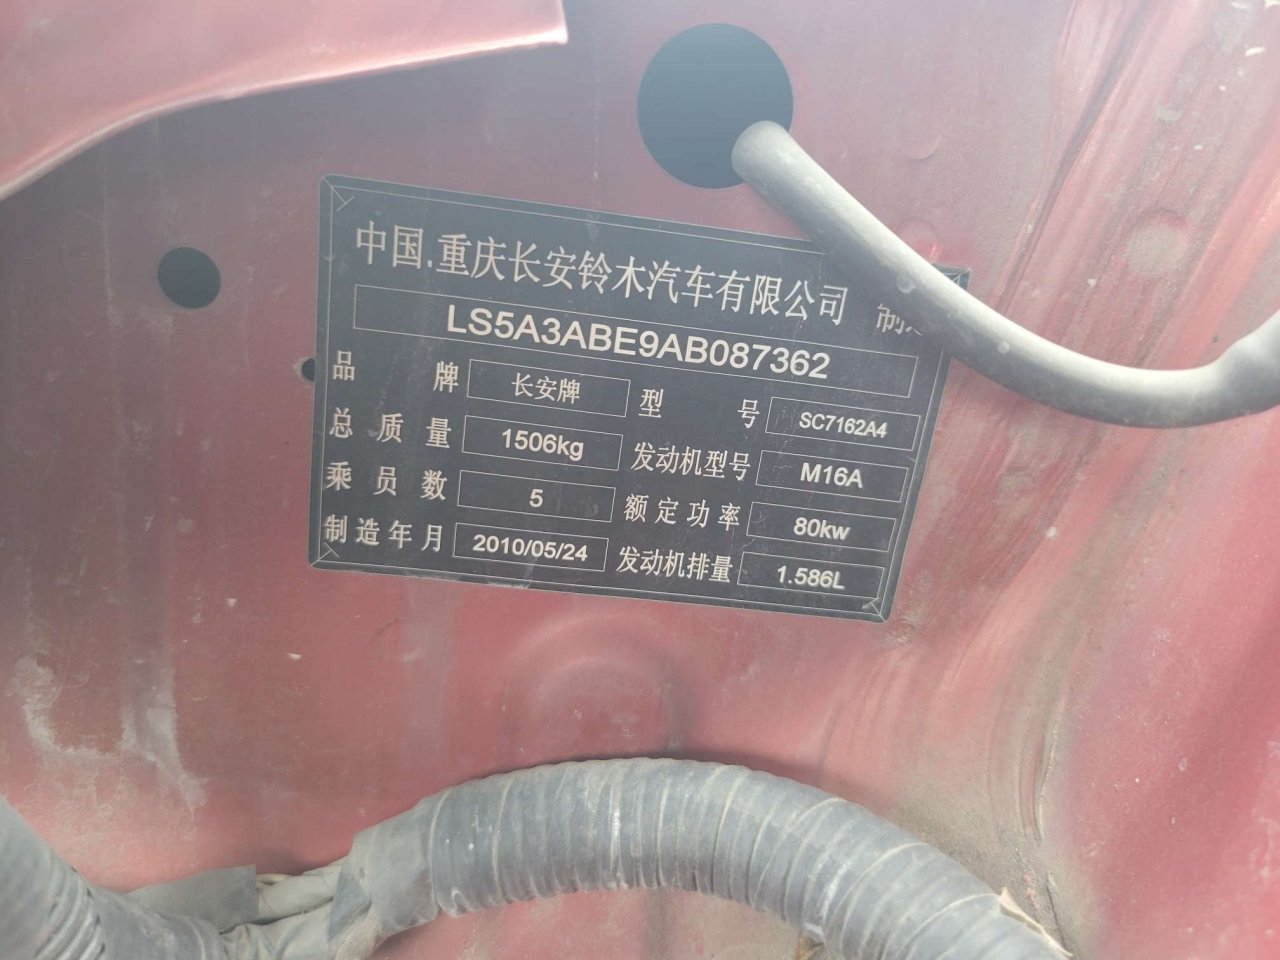 中国.重庆长安铃木汽车有限公司 制
LS5A3ABE9AB087362
品牌 长安牌 型号 SC7162A4
总质量 1506kg 发动机型号 M16A
乘员数 5 额定功率 80kw
制造年月 2010/05/24 发动机排量 1.586L